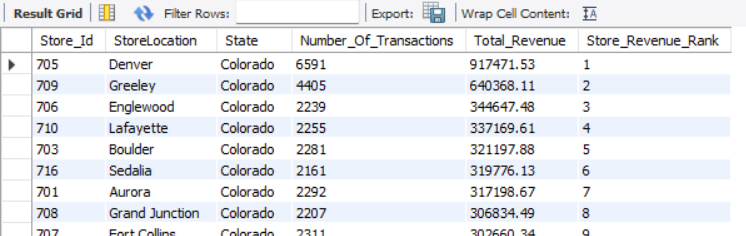 Result Grid Filter Rows: Export: Wrap Cell Content: IA
Store_Id StoreLocation State Number_Of_Transactions Total_Revenue Store_Revenue_Rank
705 Denver Colorado 6591 917471.53 1
709 Greeley Colorado 4405 640368.11 2
706 Englewood Colorado 2239 344647.48 3
710 Lafayette Colorado 2255 337169.61 4
703 Boulder Colorado 2281 321197.88 5
716 Sedalia Colorado 2161 319776.13 6
701 Aurora Colorado 2292 317198.67 7
708 Grand Junction Colorado 2207 306834.49 8
707 Fort Collins Colorado 2311 302660.34 9